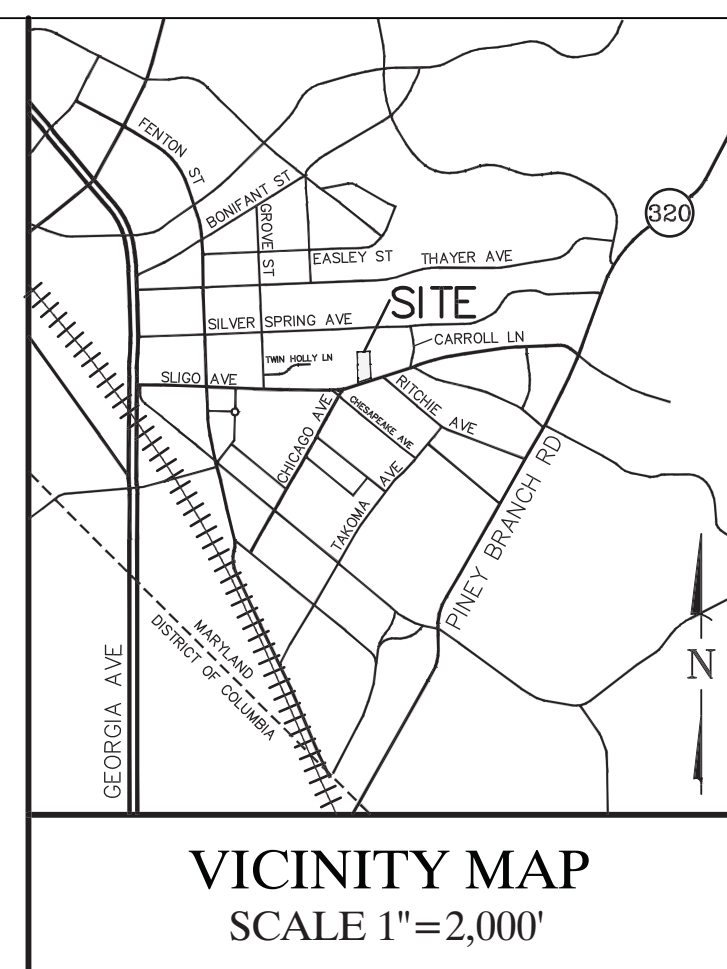 FENTON ST
BONIFANT ST
GROVE ST
320
EASLEY ST
THAYER AVE
SITE
SILVER SPRING AVE
CARROLL LN
TWIN HOLLY LN
SLIGO AVE
RITCHIE AVE
CHESAPEAKE AVE
CHICAGO AVE
TAKOMA AVE
PINEY BRANCH RD
MARYLAND
DISTRICT OF COLUMBIA
GEORGIA AVE
N
VICINITY MAP
SCALE 1"=2,000'